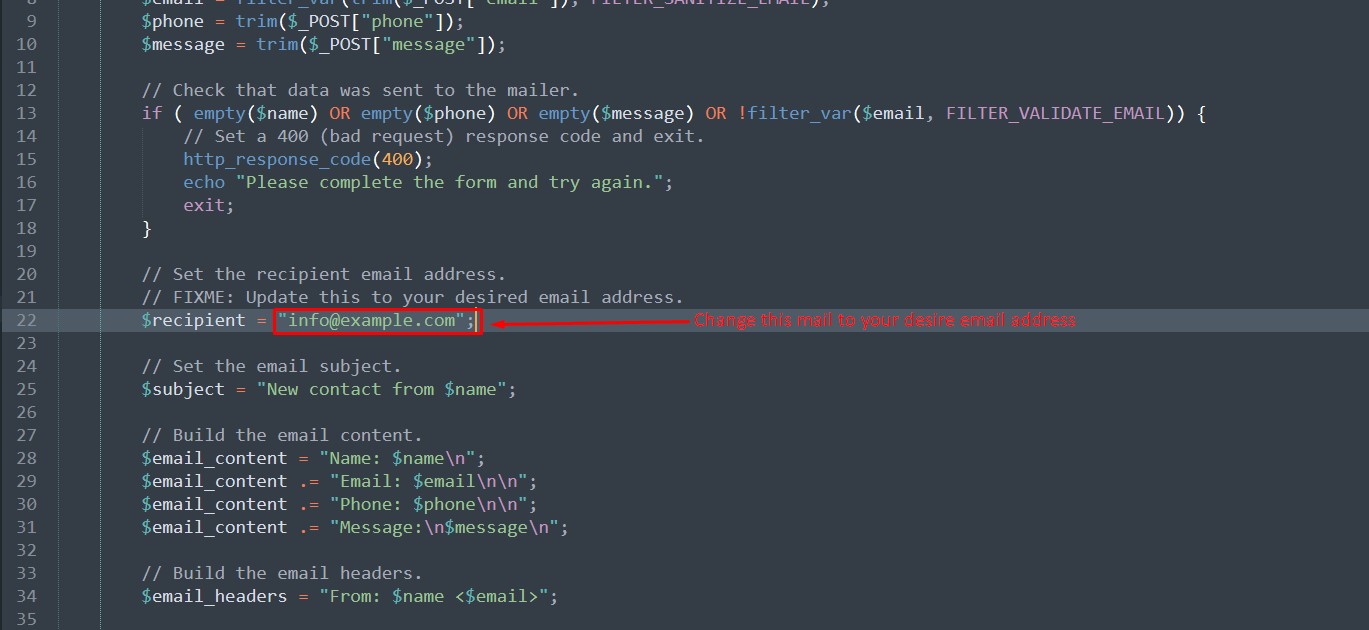 8 $email = filter_var(trim($_POST["email"]), FILTER_SANITIZE_EMAIL);
9 $phone = trim($_POST["phone"]);
10 $message = trim($_POST["message"]);
11
12 // Check that data was sent to the mailer.
13 if ( empty($name) OR empty($phone) OR empty($message) OR !filter_var($email, FILTER_VALIDATE_EMAIL)) {
14 // Set a 400 (bad request) response code and exit.
15 http_response_code(400);
16 echo "Please complete the form and try again.";
17 exit;
18 }
19
20 // Set the recipient email address.
21 // FIXME: Update this to your desired email address.
22 $recipient = "info@example.com"; Change this mail to your desire email address
23
24 // Set the email subject.
25 $subject = "New contact from $name";
26
27 // Build the email content.
28 $email_content = "Name: $name\n";
29 $email_content .= "Email: $email\n\n";
30 $email_content .= "Phone: $phone\n\n";
31 $email_content .= "Message:\n$message\n";
32
33 // Build the email headers.
34 $email_headers = "From: $name <$email>";
35